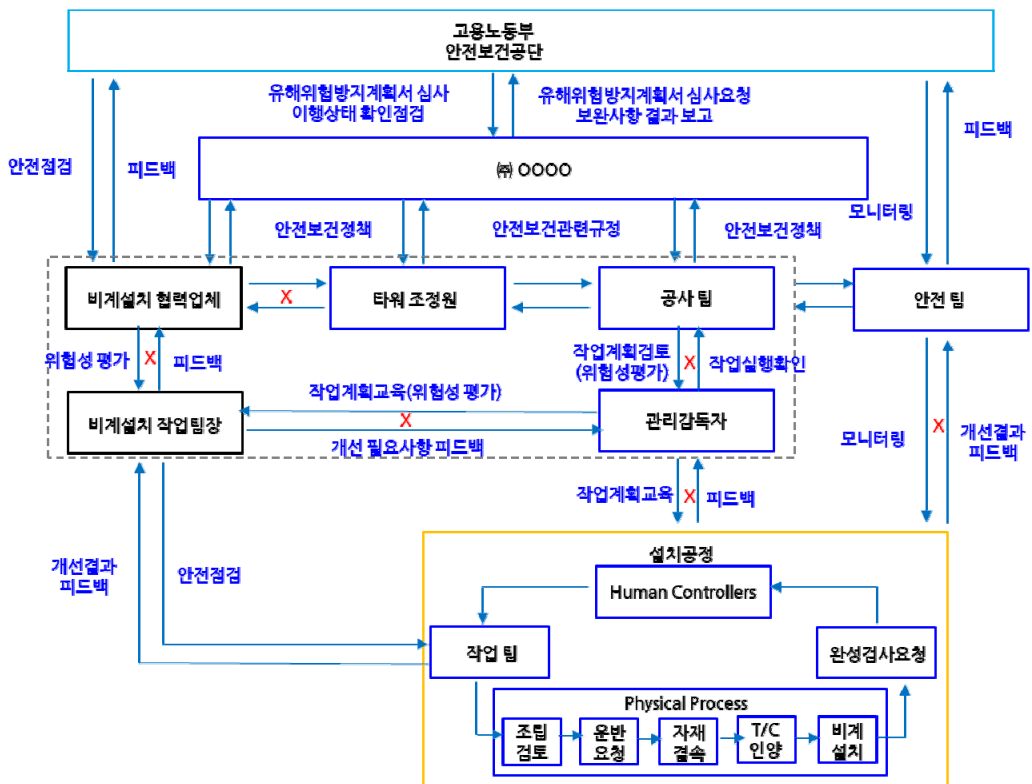 고용노동부
안전보건공단
유해위험방지계획서 심사
이행상태 확인점검
유해위험방지계획서 심사요청
보완사항 결과 보고
피드백
안전점검
피드백
㈜ OOOO
모니터링
안전보건정책
안전보건관련규정
안전보건정책
비계설치 협력업체
X
타워 조정원
공사 팀
안전 팀
위험성 평가
X
피드백
작업계획검토
(위험성평가)
X
작업실행확인
작업계획교육(위험성 평가)
비계설치 작업팀장
X
관리감독자
개선 필요사항 피드백
모니터링
X
개선결과
피드백
작업계획교육
X
피드백
개선결과
피드백
안전점검
설치공정
Human Controllers
작업 팀
완성검사요청
Physical Process
조립
검토
운반
요청
자재
결속
T/C
인양
비계
설치